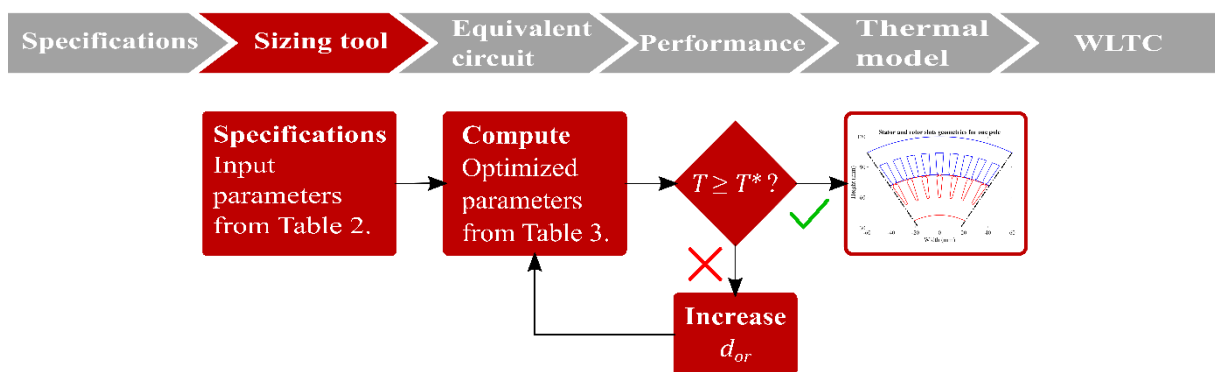 Specifications
Sizing tool
Equivalent
circuit
Performance
Thermal
model
WLTC
Specifications
Input
parameters
from Table 2.
Compute
Optimized
parameters
from Table 3.
T ≥ T* ?
Increase
d_or
Stator and rotor slots geometrics for one pole